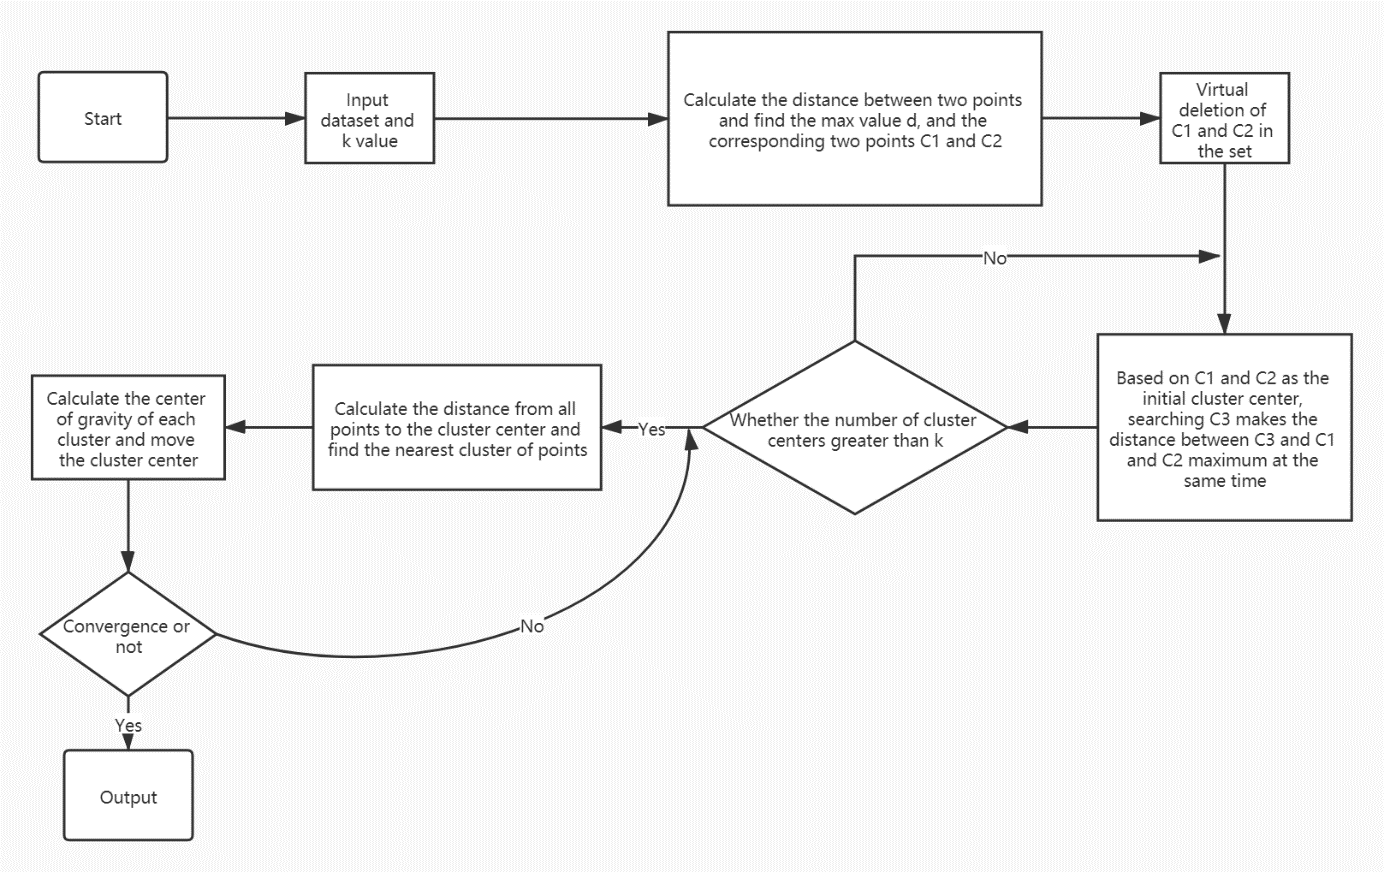 Start
Input
dataset and
k value
Calculate the distance between two points
and find the max value d, and the
corresponding two points C1 and C2
Virtual
deletion of
C1 and C2 in
the set
No
Based on C1 and C2 as the
initial cluster center,
searching C3 makes the
distance between C3 and C1
and C2 maximum at the
same time
Whether the number of cluster
centers greater than k
Yes
Calculate the distance from all
points to the cluster center and
find the nearest cluster of points
Calculate the center
of gravity of each
cluster and move
the cluster center
Convergence or
not
No
Yes
Output